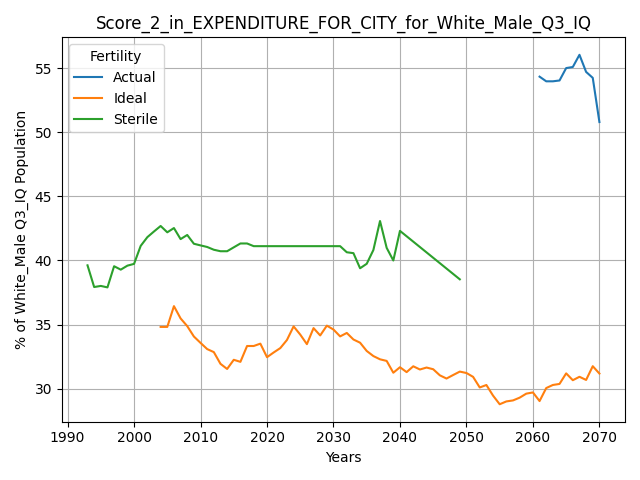 Score_2_in_EXPENDITURE_FOR_CITY_for_White_Male_Q3_IQ
Fertility
Actual
Ideal
Sterile
% of White_Male Q3_IQ Population
55
50
45
40
35
30
1990 2000 2010 2020 2030 2040 2050 2060 2070
Years